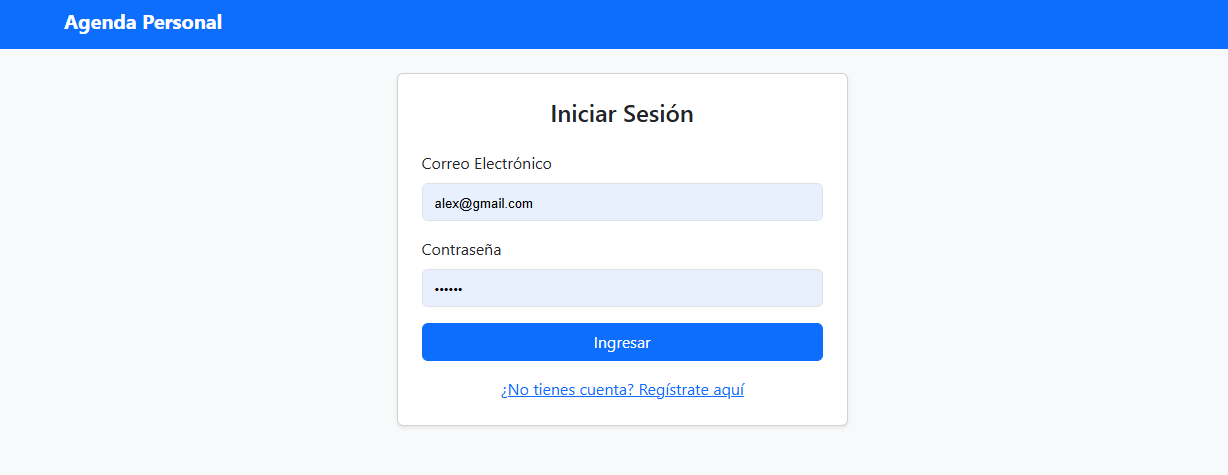 Agenda Personal
Iniciar Sesión
Correo Electrónico
alex@gmail.com
Contraseña
••••••
Ingresar
¿No tienes cuenta? Regístrate aquí